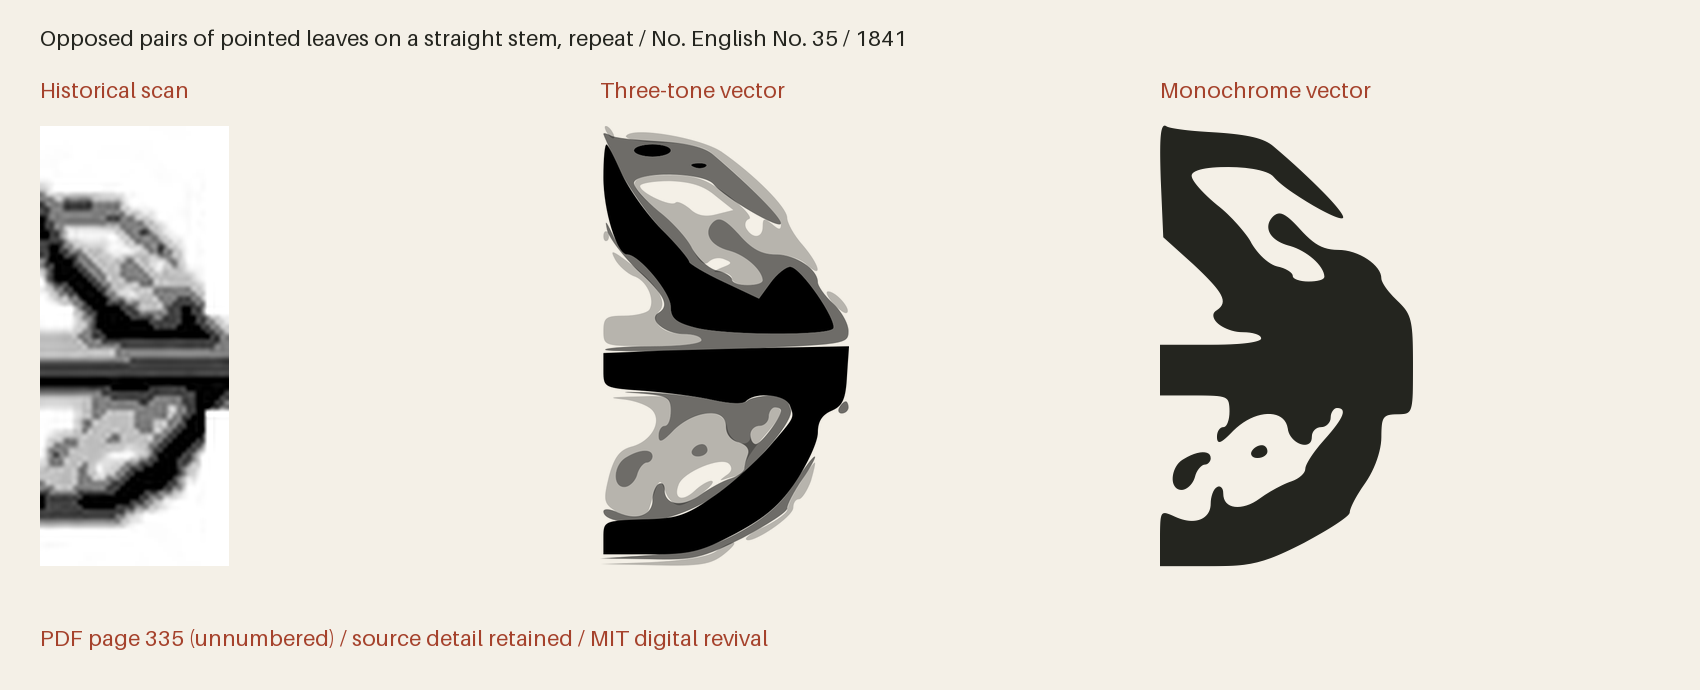 Opposed pairs of pointed leaves on a straight stem, repeat / No. English No. 35 / 1841
Historical scan
Three-tone vector
Monochrome vector
PDF page 335 (unnumbered) / source detail retained / MIT digital revival